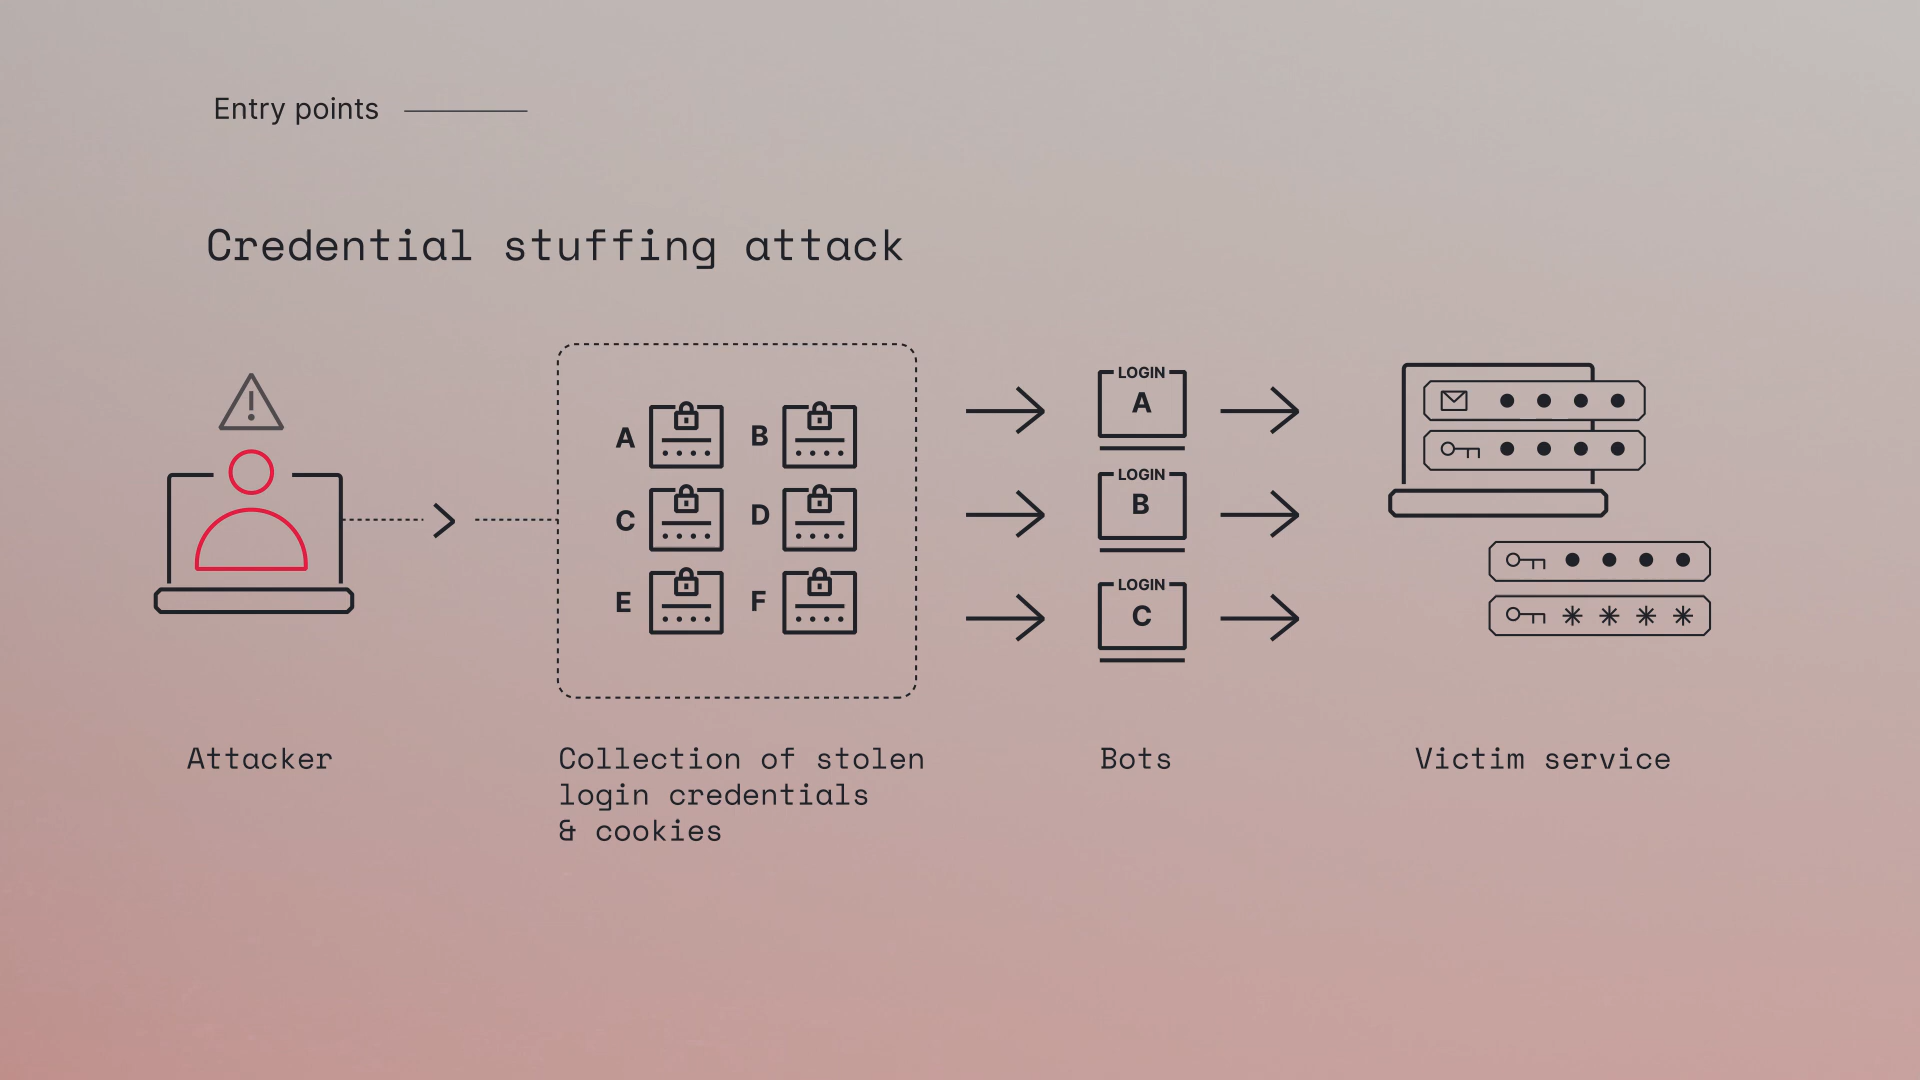 Entry points
Credential stuffing attack
A
B
C
D
E
F
LOGIN
A
LOGIN
B
LOGIN
C
Attacker
Collection of stolen
login credentials
& cookies
Bots
Victim service